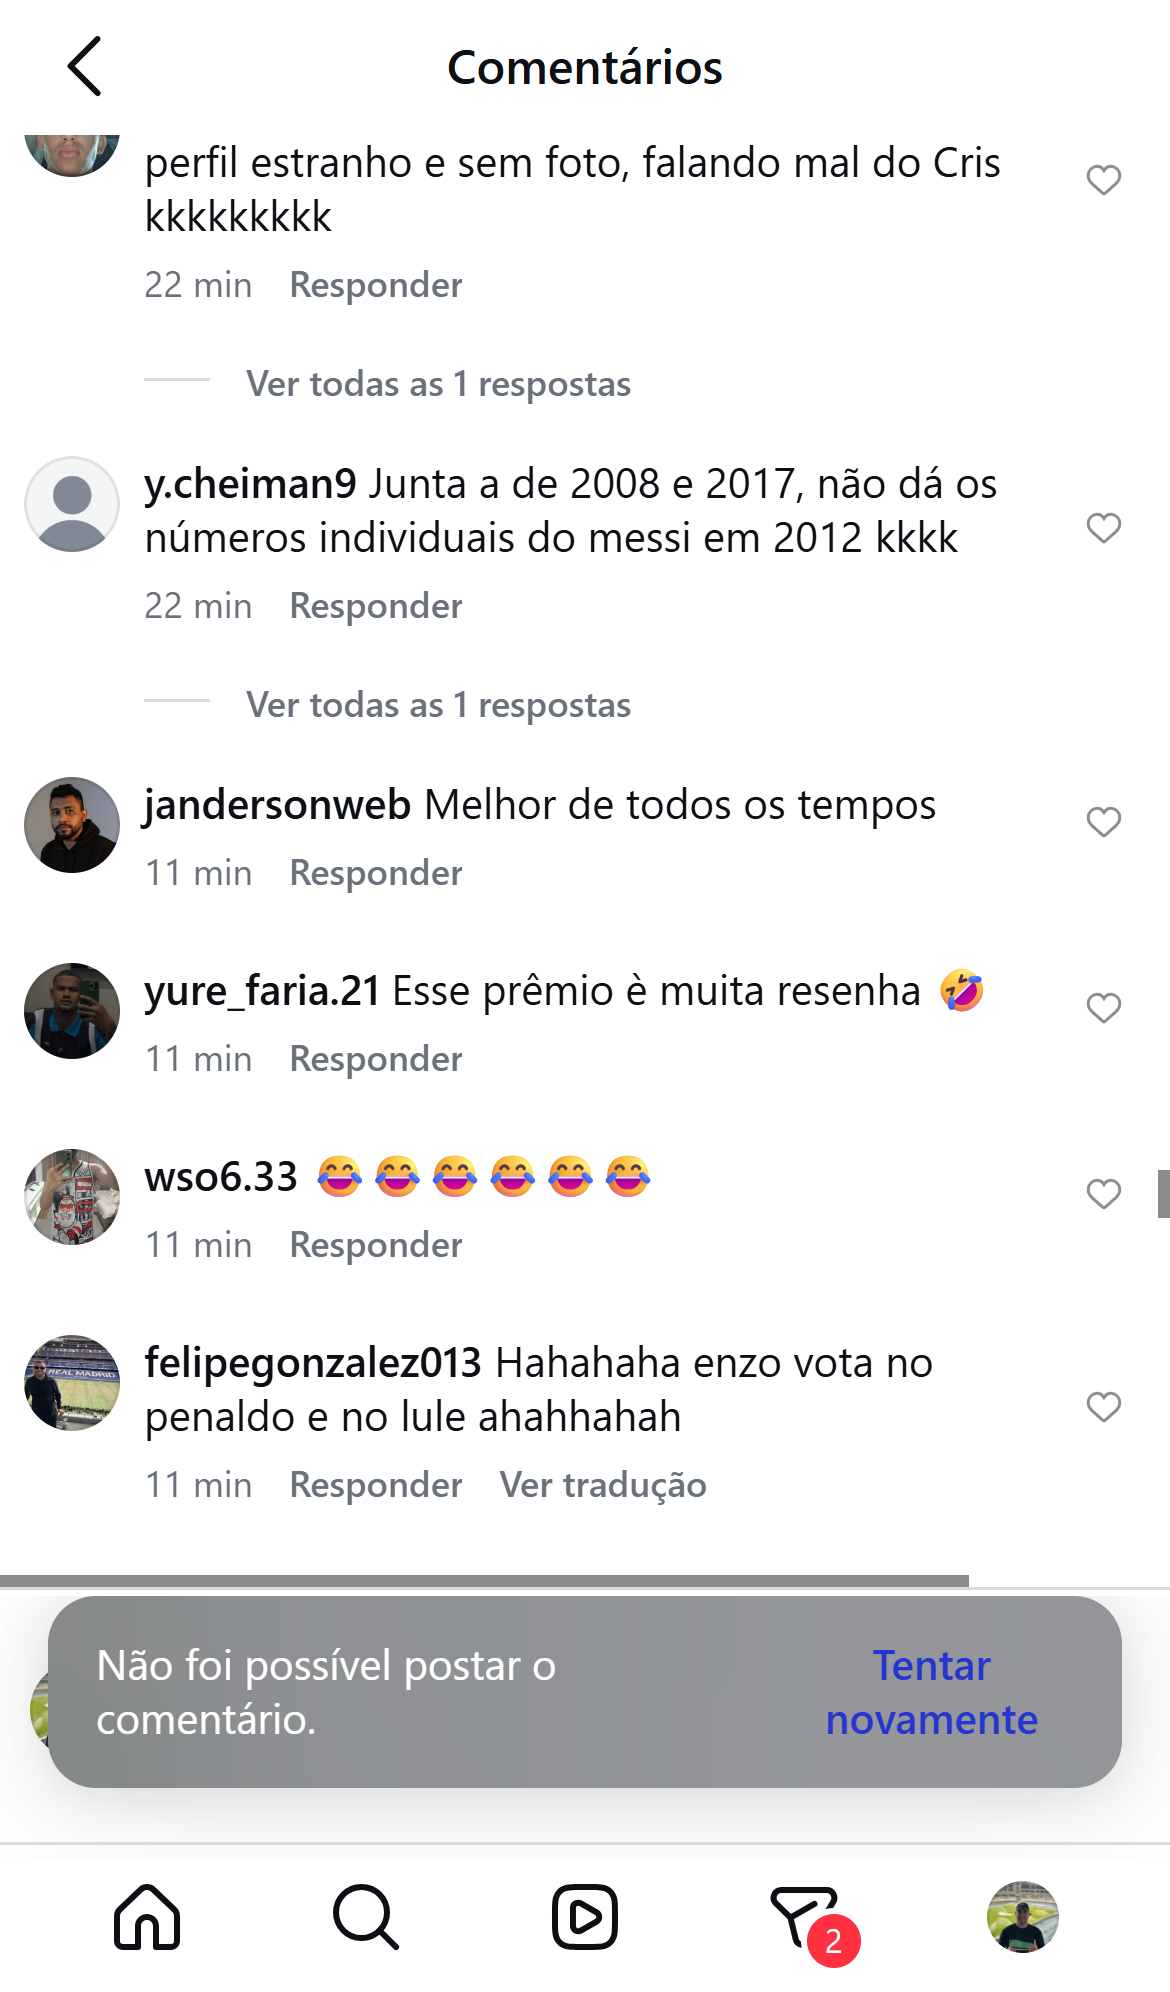 Comentários
perfil estranho e sem foto, falando mal do Cris
kkkkkkkkk
22 min Responder
Ver todas as 1 respostas
y.cheiman9 Junta a de 2008 e 2017, não dá os
números individuais do messi em 2012 kkkk
22 min Responder
Ver todas as 1 respostas
jandersonweb Melhor de todos os tempos
11 min Responder
yure_faria.21 Esse prêmio è muita resenha 🤣
11 min Responder
wso6.33 😂😂😂😂😂😂
11 min Responder
REAL MADRID
felipegonzalez013 Hahahaha enzo vota no
penaldo e no lule ahahhahah
11 min Responder Ver tradução
Não foi possível postar o
comentário.
Tentar
novamente
2